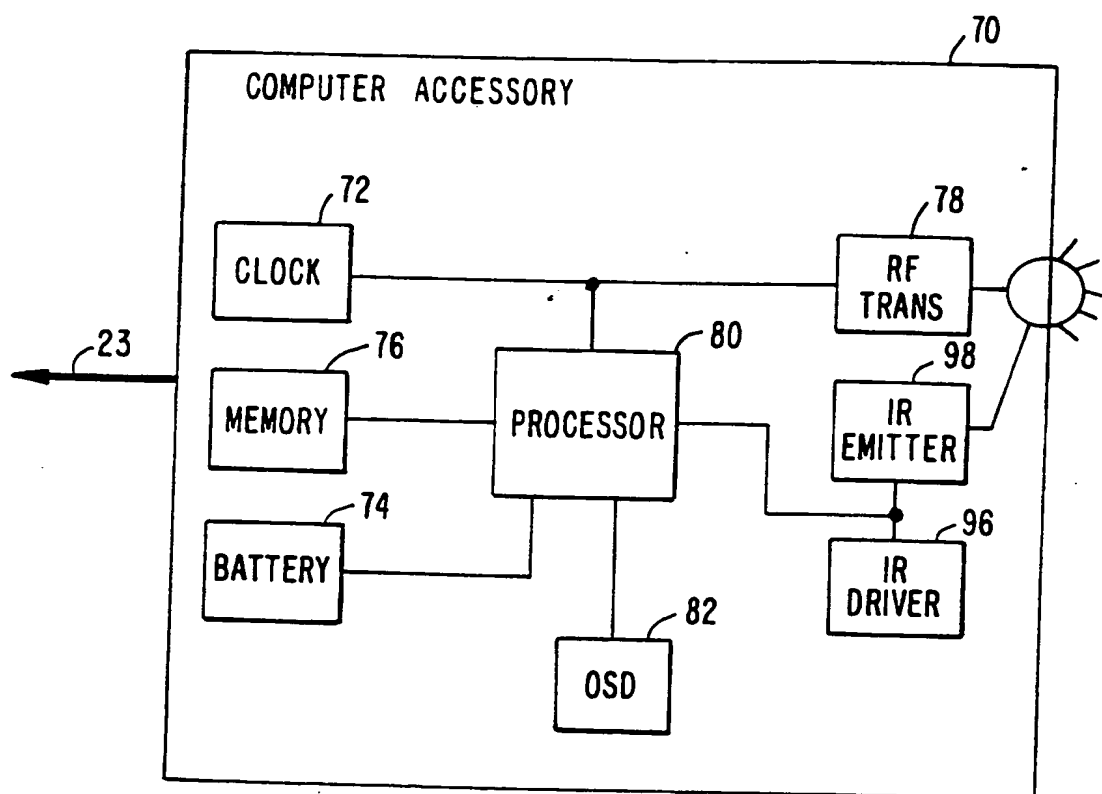 70
COMPUTER ACCESSORY
72
CLOCK
78
RF
TRANS
23
76
MEMORY
80
PROCESSOR
98
IR
EMITTER
74
BATTERY
96
IR
DRIVER
82
OSD